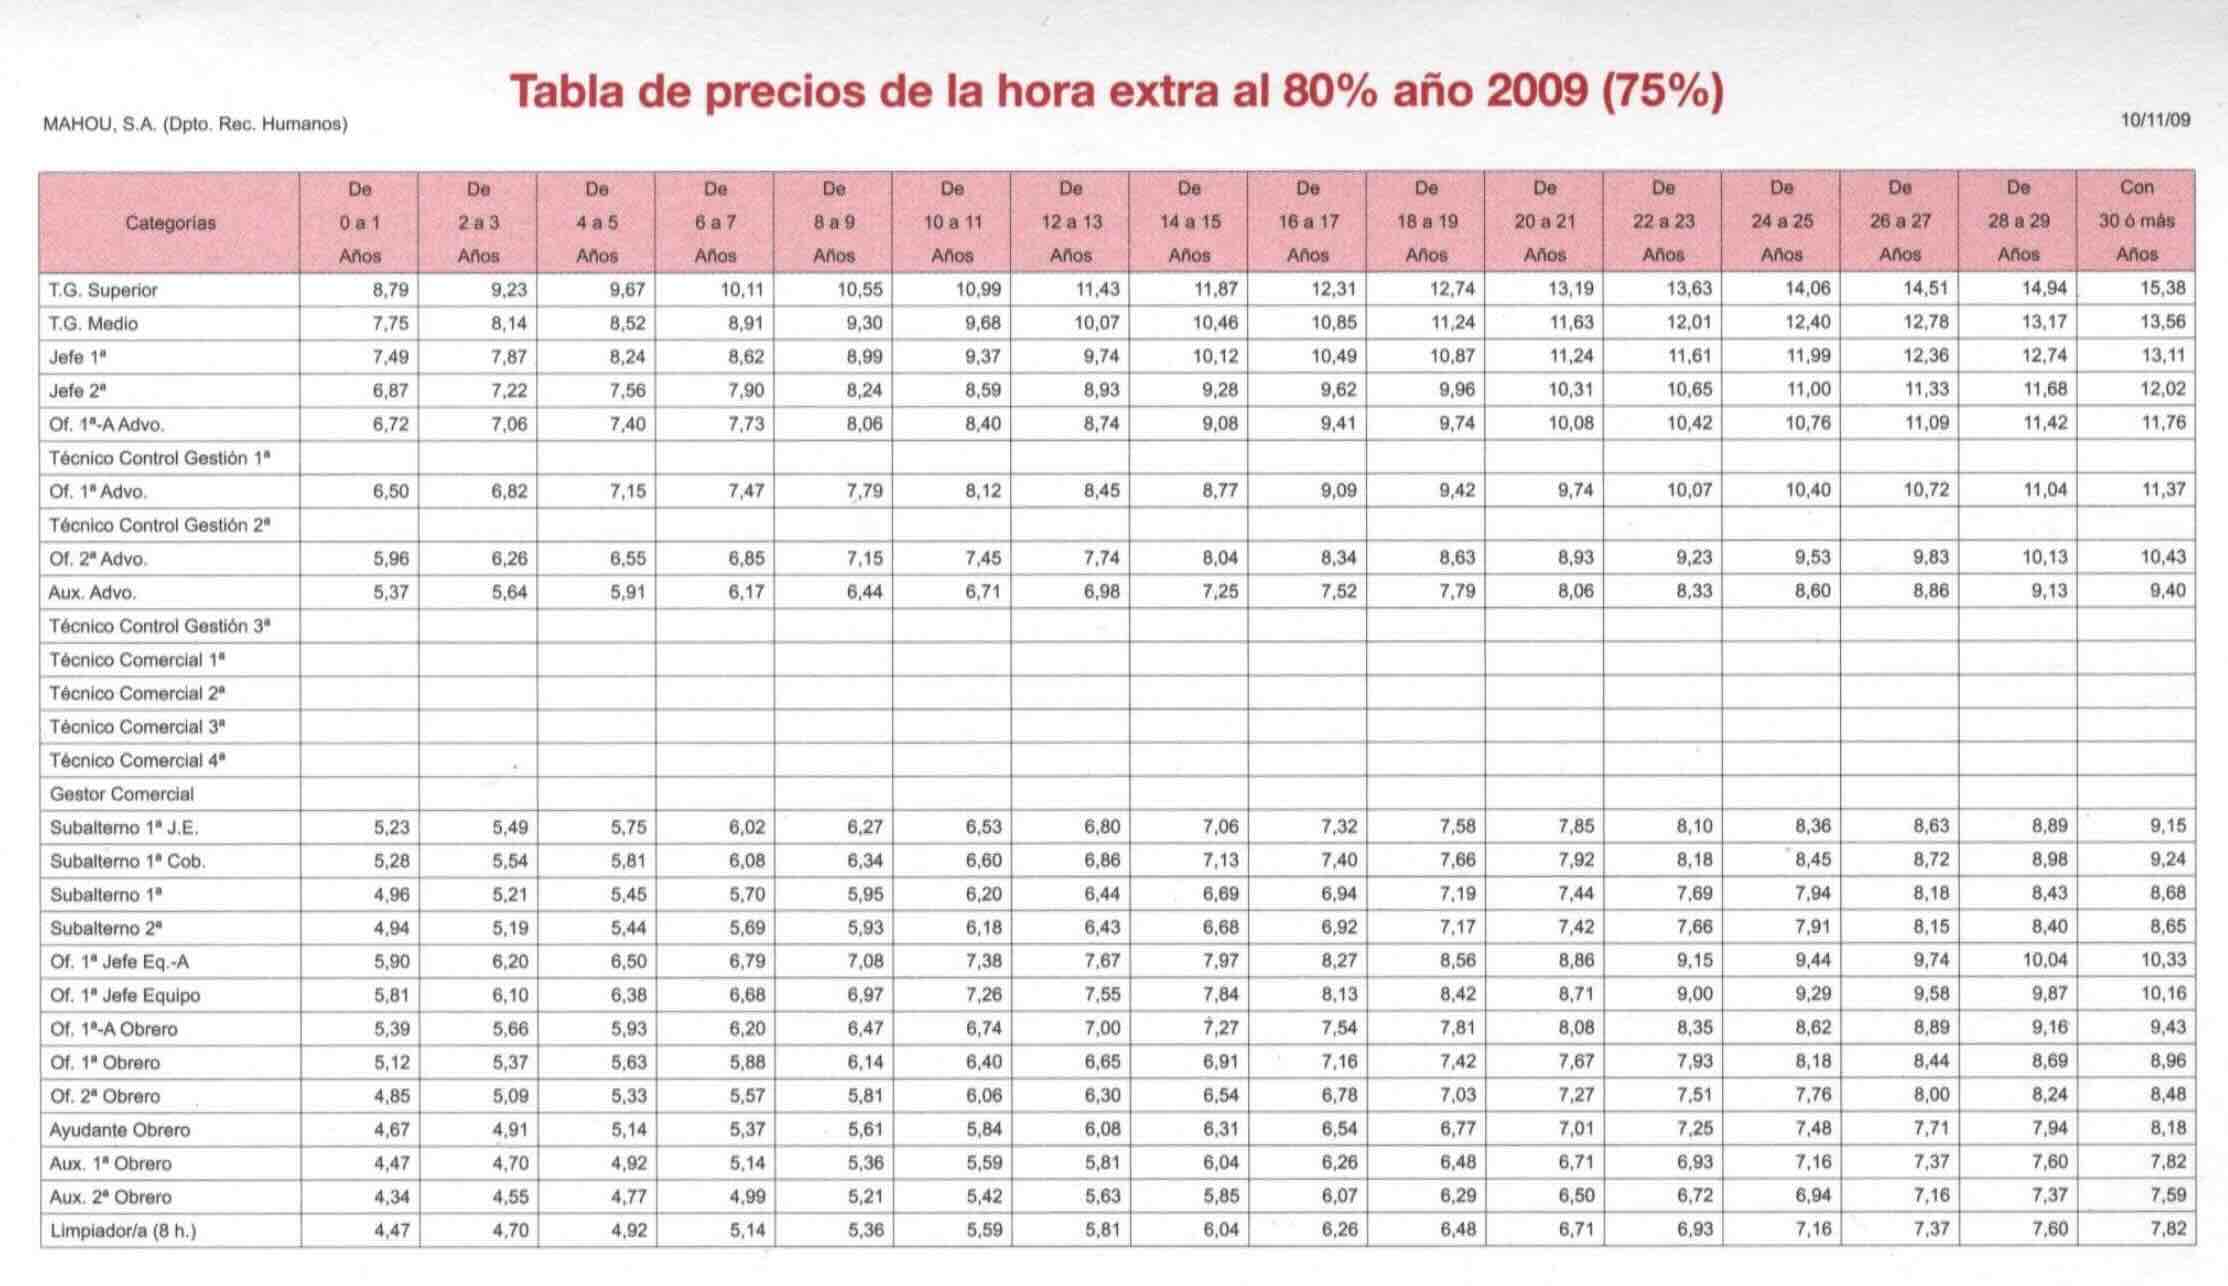 Tabla de precios de la hora extra al 80% año 2009 (75%)
MAHOU, S.A. (Dpto. Rec. Humanos) 10/11/09
Categorías De 0 a 1 Años De 2 a 3 Años De 4 a 5 Años De 6 a 7 Años De 8 a 9 Años De 10 a 11 Años De 12 a 13 Años De 14 a 15 Años De 16 a 17 Años De 18 a 19 Años De 20 a 21 Años De 22 a 23 Años De 24 a 25 Años De 26 a 27 Años De 28 a 29 Años Con 30 ó más Años
T.G. Superior 8,79 9,23 9,67 10,11 10,55 10,99 11,43 11,87 12,31 12,74 13,19 13,63 14,06 14,51 14,94 15,38
T.G. Medio 7,75 8,14 8,52 8,91 9,30 9,68 10,07 10,46 10,85 11,24 11,63 12,01 12,40 12,78 13,17 13,56
Jefe 1ª 7,49 7,87 8,24 8,62 8,99 9,37 9,74 10,12 10,49 10,87 11,24 11,61 11,99 12,36 12,74 13,11
Jefe 2ª 6,87 7,22 7,56 7,90 8,24 8,59 8,93 9,28 9,62 9,96 10,31 10,65 11,00 11,33 11,68 12,02
Of. 1ª-A Advo. 6,72 7,06 7,40 7,73 8,06 8,40 8,74 9,08 9,41 9,74 10,08 10,42 10,76 11,09 11,42 11,76
Técnico Control Gestión 1ª
Of. 1ª Advo. 6,50 6,82 7,15 7,47 7,79 8,12 8,45 8,77 9,09 9,42 9,74 10,07 10,40 10,72 11,04 11,37
Técnico Control Gestión 2ª
Of. 2ª Advo. 5,96 6,26 6,55 6,85 7,15 7,45 7,74 8,04 8,34 8,63 8,93 9,23 9,53 9,83 10,13 10,43
Aux. Advo. 5,37 5,64 5,91 6,17 6,44 6,71 6,98 7,25 7,52 7,79 8,06 8,33 8,60 8,86 9,13 9,40
Técnico Control Gestión 3ª
Técnico Comercial 1ª
Técnico Comercial 2ª
Técnico Comercial 3ª
Técnico Comercial 4ª
Gestor Comercial
Subalterno 1ª J.E. 5,23 5,49 5,75 6,02 6,27 6,53 6,80 7,06 7,32 7,58 7,85 8,10 8,36 8,63 8,89 9,15
Subalterno 1ª Cob. 5,28 5,54 5,81 6,08 6,34 6,60 6,86 7,13 7,40 7,66 7,92 8,18 8,45 8,72 8,98 9,24
Subalterno 1ª 4,96 5,21 5,45 5,70 5,95 6,20 6,44 6,69 6,94 7,19 7,44 7,69 7,94 8,18 8,43 8,68
Subalterno 2ª 4,94 5,19 5,44 5,69 5,93 6,18 6,43 6,68 6,92 7,17 7,42 7,66 7,91 8,15 8,40 8,65
Of. 1ª Jefe Eq.-A 5,90 6,20 6,50 6,79 7,08 7,38 7,67 7,97 8,27 8,56 8,86 9,15 9,44 9,74 10,04 10,33
Of. 1ª Jefe Equipo 5,81 6,10 6,38 6,68 6,97 7,26 7,55 7,84 8,13 8,42 8,71 9,00 9,29 9,58 9,87 10,16
Of. 1ª-A Obrero 5,39 5,66 5,93 6,20 6,47 6,74 7,00 7,27 7,54 7,81 8,08 8,35 8,62 8,89 9,16 9,43
Of. 1ª Obrero 5,12 5,37 5,63 5,88 6,14 6,40 6,65 6,91 7,16 7,42 7,67 7,93 8,18 8,44 8,69 8,96
Of. 2ª Obrero 4,85 5,09 5,33 5,57 5,81 6,06 6,30 6,54 6,78 7,03 7,27 7,51 7,76 8,00 8,24 8,48
Ayudante Obrero 4,67 4,91 5,14 5,37 5,61 5,84 6,08 6,31 6,54 6,77 7,01 7,25 7,48 7,71 7,94 8,18
Aux. 1ª Obrero 4,47 4,70 4,92 5,14 5,36 5,59 5,81 6,04 6,26 6,48 6,71 6,93 7,16 7,37 7,60 7,82
Aux. 2ª Obrero 4,34 4,55 4,77 4,99 5,21 5,42 5,63 5,85 6,07 6,29 6,50 6,72 6,94 7,16 7,37 7,59
Limpiador/a (8 h.) 4,47 4,70 4,92 5,14 5,36 5,59 5,81 6,04 6,26 6,48 6,71 6,93 7,16 7,37 7,60 7,82